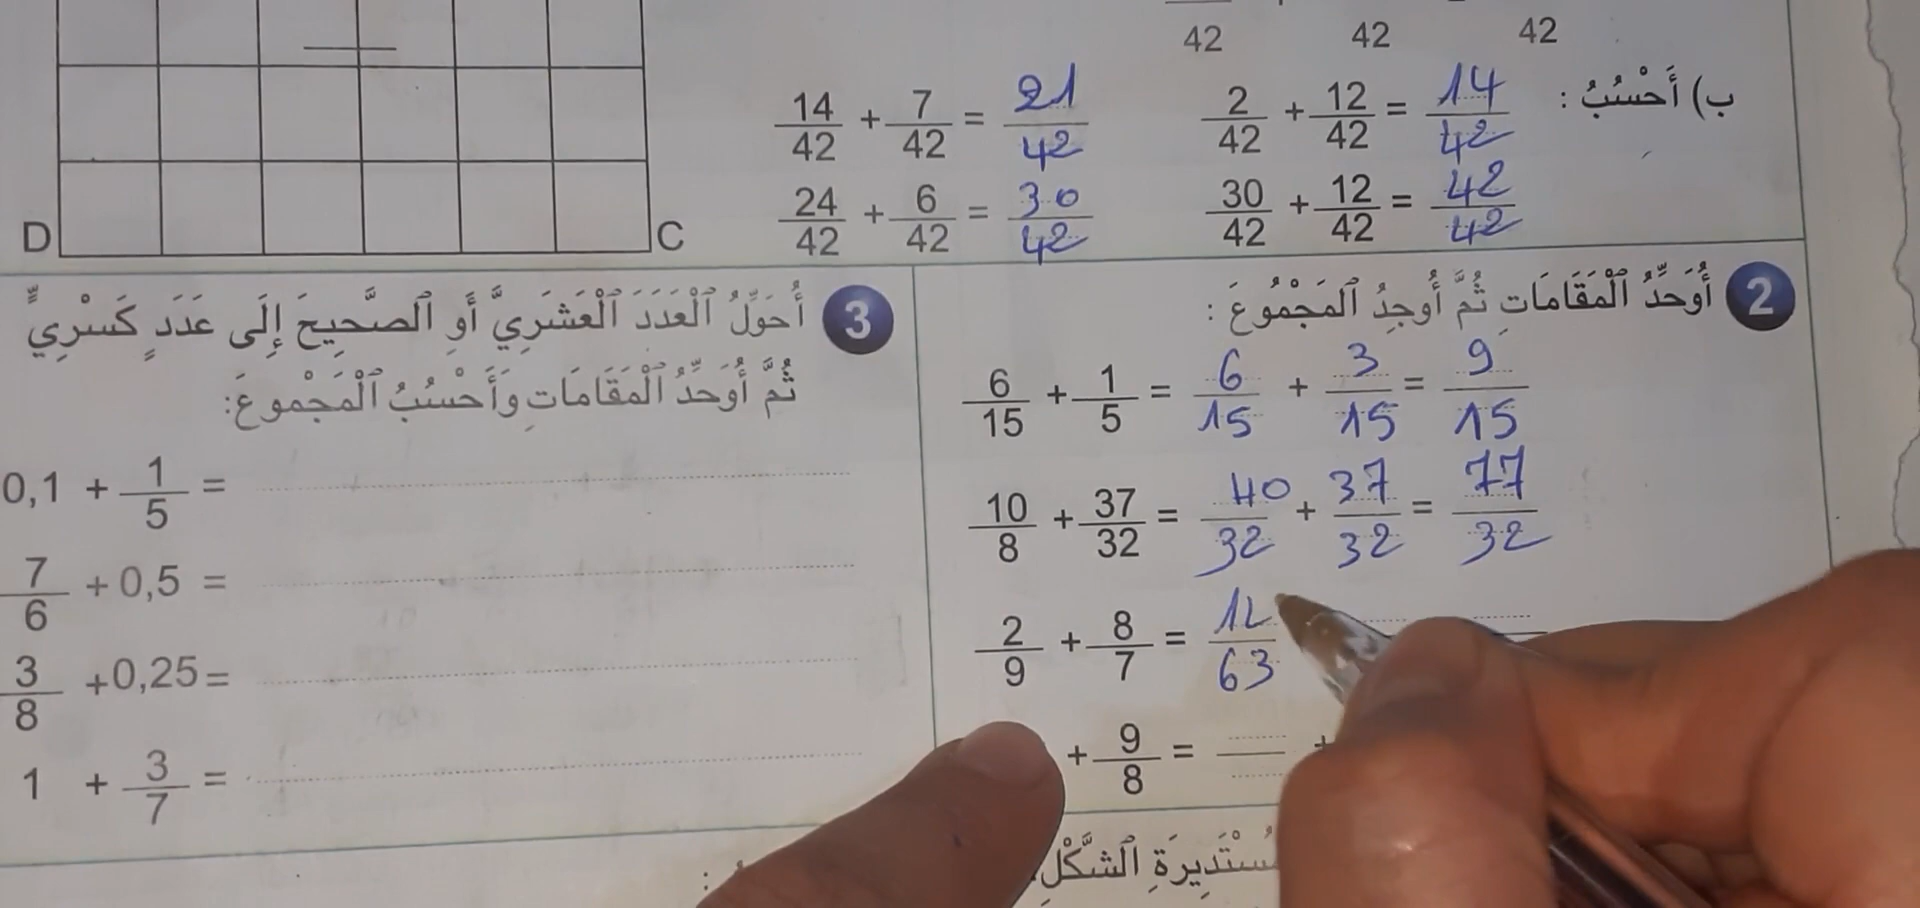 42 42 42
ب) أَحْسُبُ :
2/42 + 12/42 = 14/42
14/42 + 7/42 = 21/42
30/42 + 12/42 = 42/42
24/42 + 6/42 = 30/42
D C
2 أُوَحِّدُ ٱلْمَقَامَاتِ ثُمَّ أُوجِدُ ٱلْمَجْمُوعَ :
6/15 + 1/5 = 6/15 + 3/15 = 9/15
10/8 + 37/32 = 40/32 + 37/32 = 77/32
2/9 + 8/7 = 12/63
+ 9/8 = +
3 أُحَوِّلُ ٱلْعَدَدَ ٱلْعَشَرِيَّ أَوِ ٱلصَّحِيحَ إِلَى عَدَدٍ كَسْرِيٍّ
ثُمَّ أُوَحِّدُ ٱلْمَقَامَاتِ وَأَحْسُبُ ٱلْمَجْمُوعَ:
0,1 + 1/5 =
7/6 + 0,5 =
3/8 +0,25 =
1 + 3/7 =
ٱلشَّكْلِ